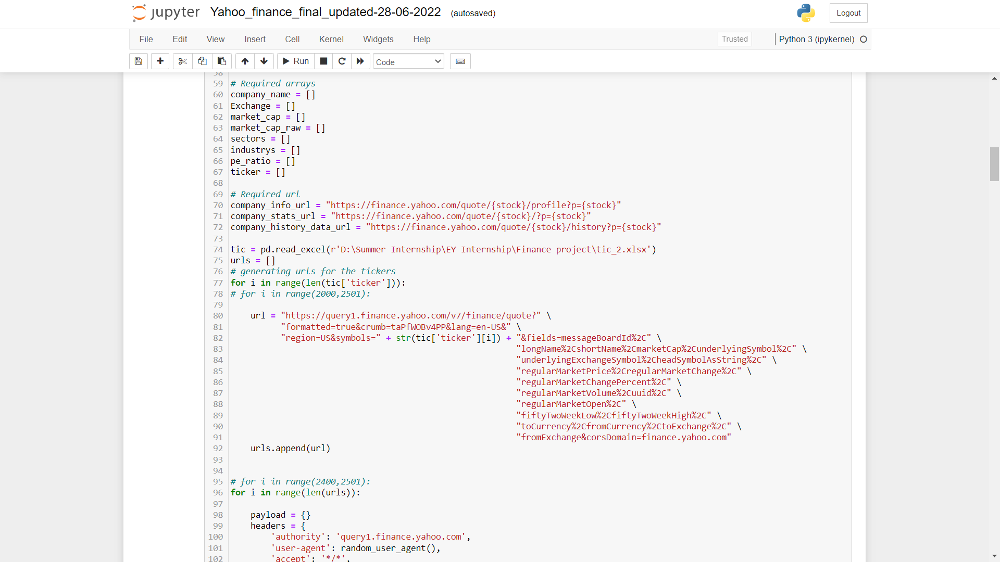 jupyter Yahoo_finance_final_updated-28-06-2022 (autosaved) Logout
File Edit View Insert Cell Kernel Widgets Help Trusted Python 3 (ipykernel)
Run Code
58
59 # Required arrays
60 company_name = []
61 Exchange = []
62 market_cap = []
63 market_cap_raw = []
64 sectors = []
65 industrys = []
66 pe_ratio = []
67 ticker = []
68
69 # Required url
70 company_info_url = "https://finance.yahoo.com/quote/{stock}/profile?p={stock}"
71 company_stats_url = "https://finance.yahoo.com/quote/{stock}/?p={stock}"
72 company_history_data_url = "https://finance.yahoo.com/quote/{stock}/history?p={stock}"
73
74 tic = pd.read_excel(r'D:\Summer Internship\EY Internship\Finance project\tic_2.xlsx')
75 urls = []
76 # generating urls for the tickers
77 for i in range(len(tic['ticker'])):
78 # for i in range(2000,2501):
79
80     url = "https://query1.finance.yahoo.com/v7/finance/quote?" \
81           "formatted=true&crumb=taPfWOBv4PP&lang=en-US&" \
82           "region=US&symbols=" + str(tic['ticker'][i]) + "&fields=messageBoardId%2C" \
83                                                          "longName%2CshortName%2CmarketCap%2CunderlyingSymbol%2C" \
84                                                          "underlyingExchangeSymbol%2CheadSymbolAsString%2C" \
85                                                          "regularMarketPrice%2CregularMarketChange%2C" \
86                                                          "regularMarketChangePercent%2C" \
87                                                          "regularMarketVolume%2Cuuid%2C" \
88                                                          "regularMarketOpen%2C" \
89                                                          "fiftyTwoWeekLow%2CfiftyTwoWeekHigh%2C" \
90                                                          "toCurrency%2CfromCurrency%2CtoExchange%2C" \
91                                                          "fromExchange&corsDomain=finance.yahoo.com"
92     urls.append(url)
93
94
95 # for i in range(2400,2501):
96 for i in range(len(urls)):
97
98     payload = {}
99     headers = {
100         'authority': 'query1.finance.yahoo.com',
101         'user-agent': random_user_agent(),
102         'accept': '*/*',